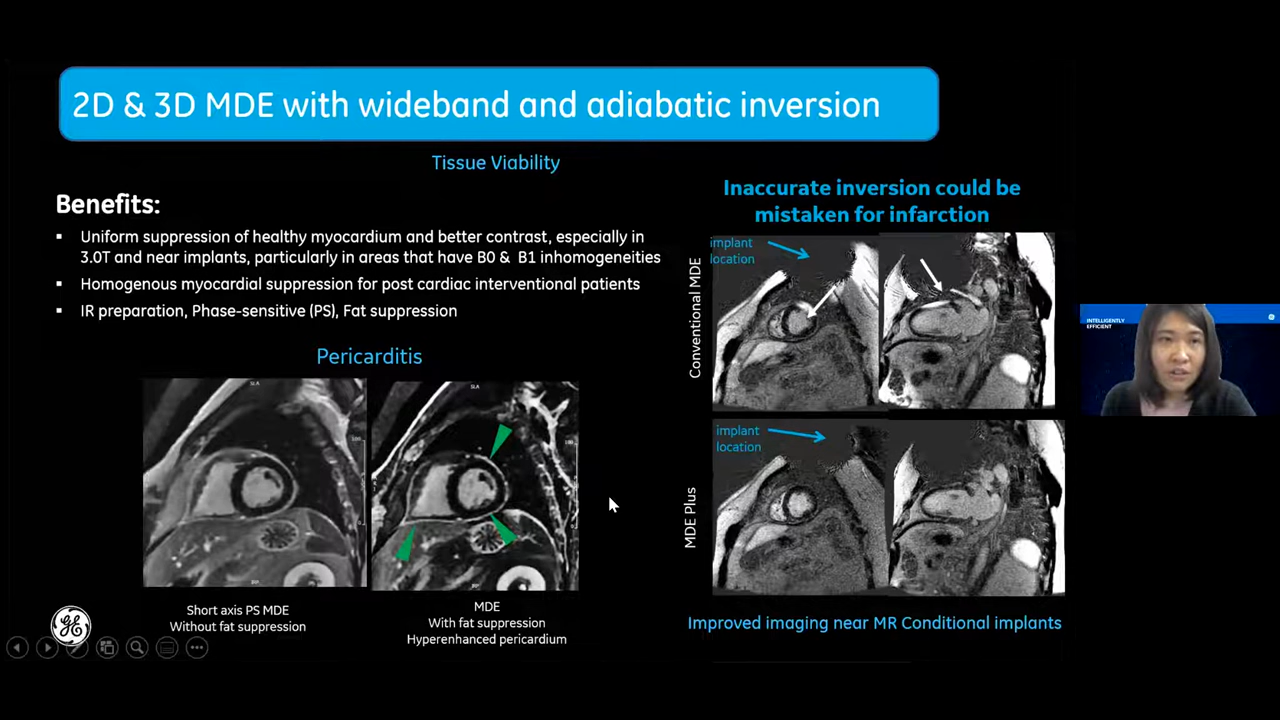 2D & 3D MDE with wideband and adiabatic inversion
Tissue Viability
Benefits:
Uniform suppression of healthy myocardium and better contrast, especially in
3.0T and near implants, particularly in areas that have B0 & B1 inhomogeneities
Homogenous myocardial suppression for post cardiac interventional patients
IR preparation, Phase-sensitive (PS), Fat suppression
Pericarditis
SLA
SLA
Short axis PS MDE
Without fat suppression
MDE
With fat suppression
Hyperenhanced pericardium
Inaccurate inversion could be
mistaken for infarction
Conventional MDE
implant
location
MDE Plus
implant
location
Improved imaging near MR Conditional implants
INTELLIGENTLY
EFFICIENT
GE